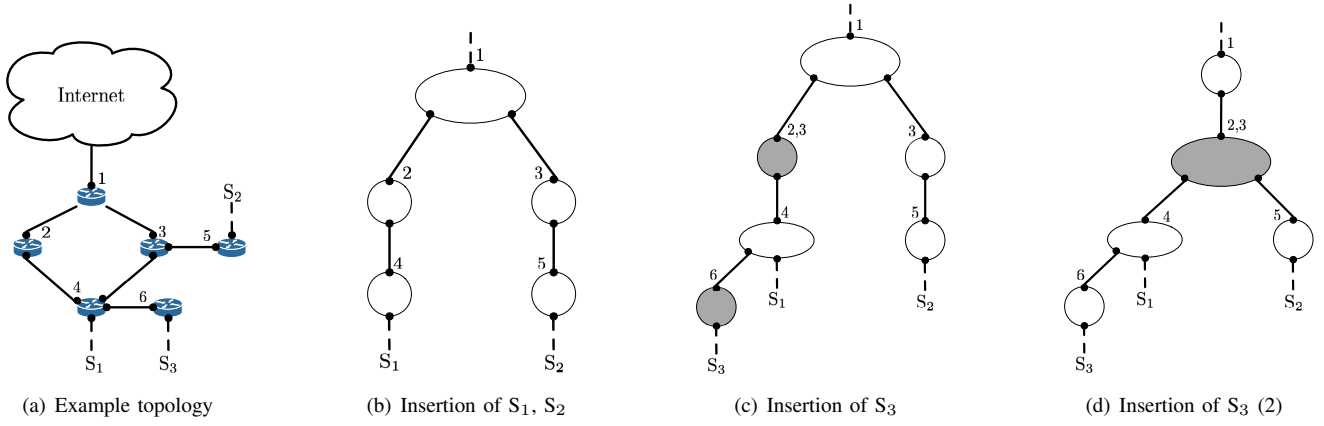 Internet
1
S₂
2
3
5
4
6
S₁
S₃
(a) Example topology
1
2
3
4
5
S₁
S₂
(b) Insertion of S₁, S₂
1
2,3
3
4
5
6
S₁
S₂
S₃
(c) Insertion of S₃
1
2,3
4
5
6
S₁
S₂
S₃
(d) Insertion of S₃ (2)